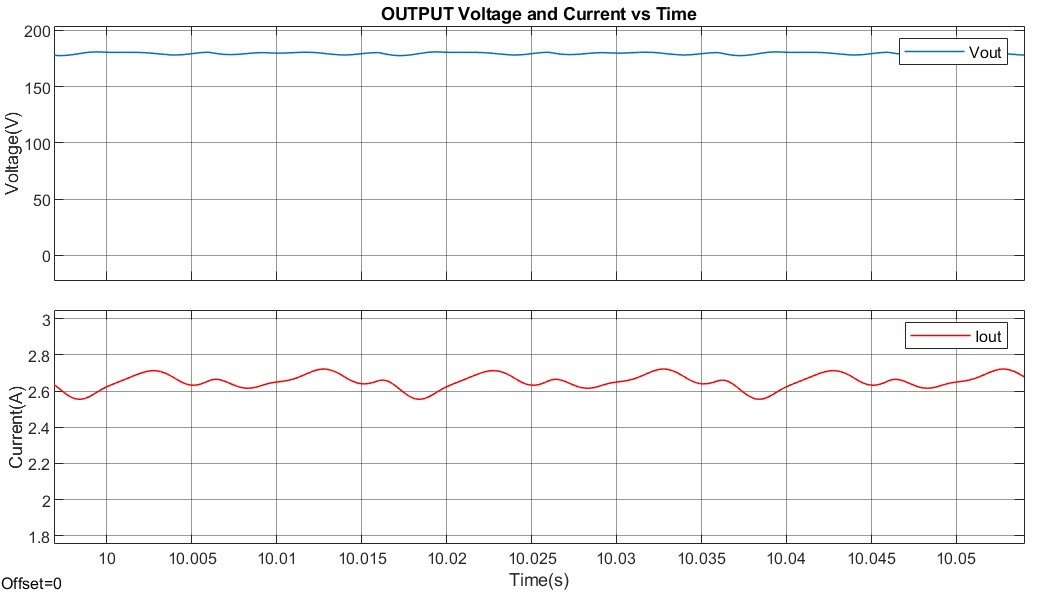 OUTPUT Voltage and Current vs Time
Voltage(V)
200
150
100
50
0
Vout
Current(A)
3
2.8
2.6
2.4
2.2
2
1.8
Iout
10 10.005 10.01 10.015 10.02 10.025 10.03 10.035 10.04 10.045 10.05
Time(s)
Offset=0